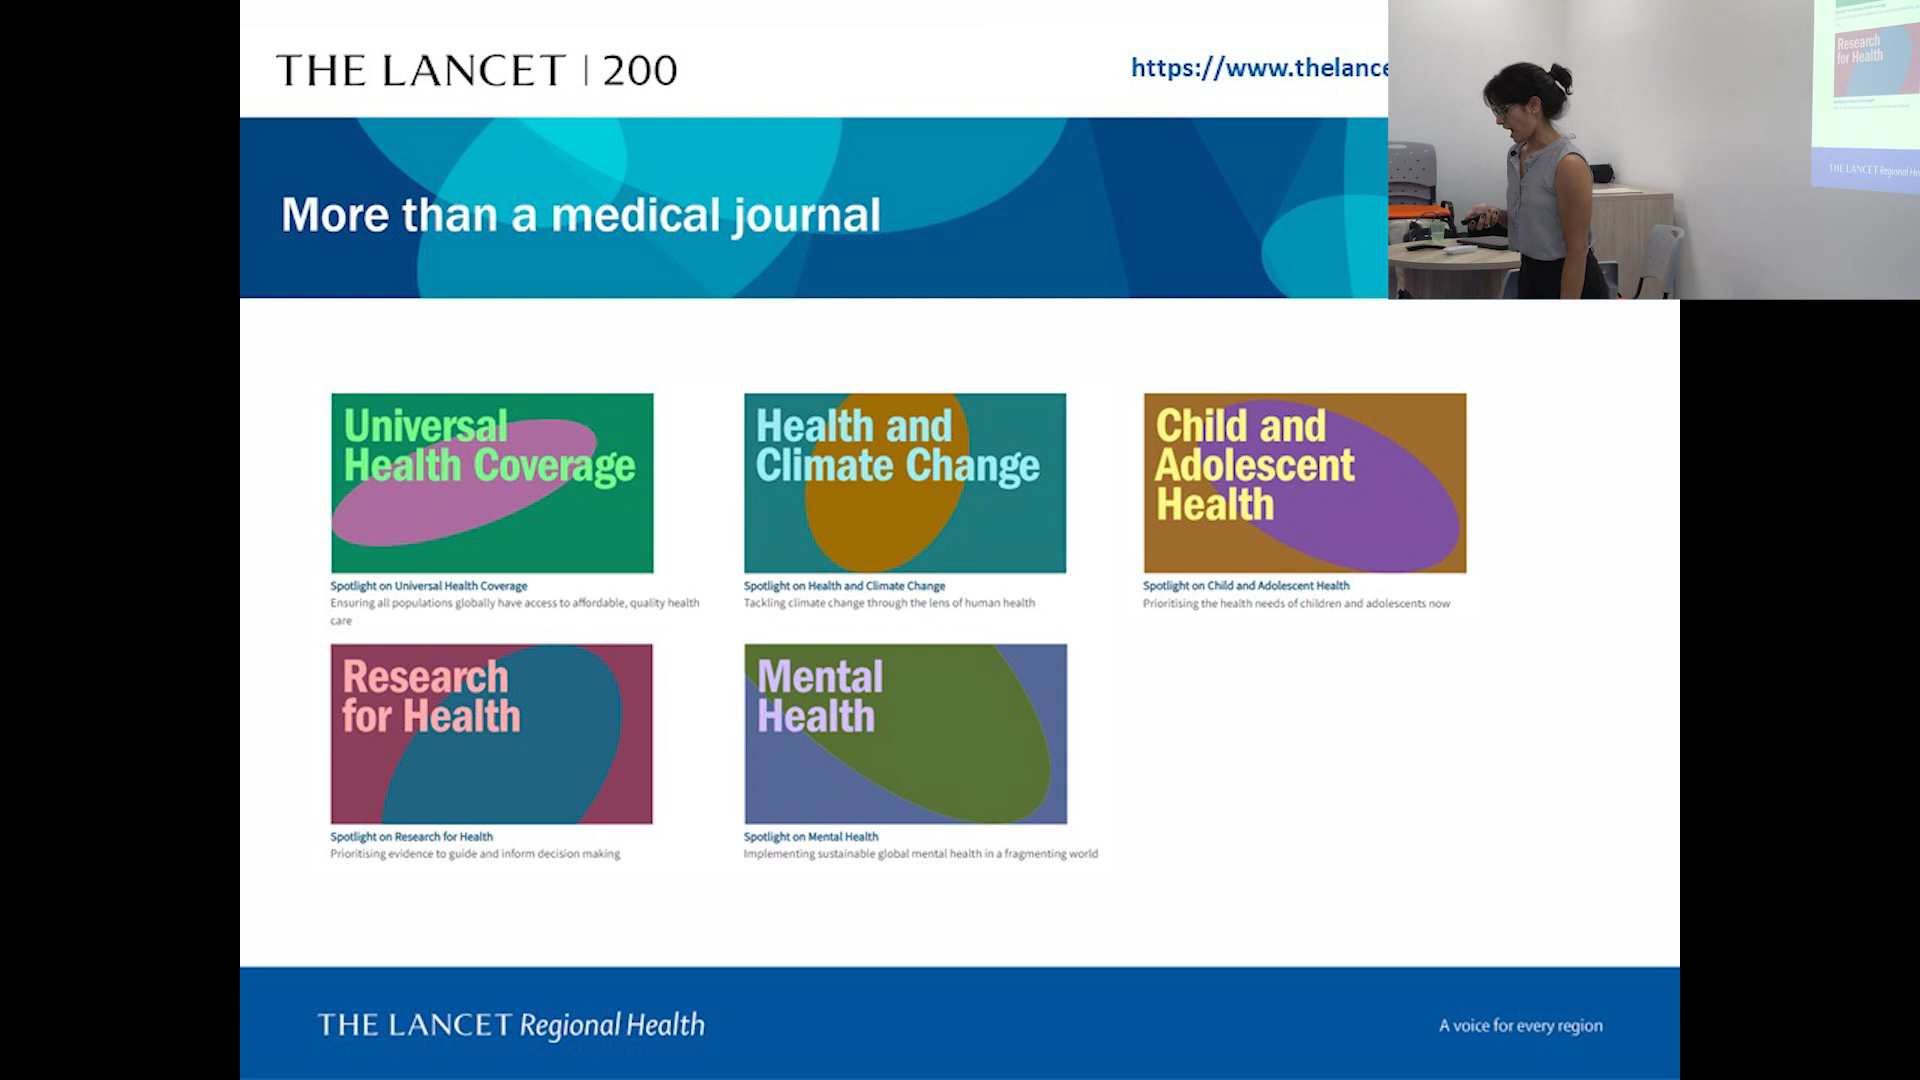 THE LANCET | 200
https://www.thelance
More than a medical journal
Universal
Health Coverage
Spotlight on Universal Health Coverage
Ensuring all populations globally have access to affordable, quality health
care
Health and
Climate Change
Spotlight on Health and Climate Change
Tackling climate change through the lens of human health
Child and
Adolescent
Health
Spotlight on Child and Adolescent Health
Prioritising the health needs of children and adolescents now
Research
for Health
Spotlight on Research for Health
Prioritising evidence to guide and inform decision making
Mental
Health
Spotlight on Mental Health
Implementing sustainable global mental health in a fragmenting world
THE LANCET Regional Health
A voice for every region
Research
for Health
THE LANCET Regional He